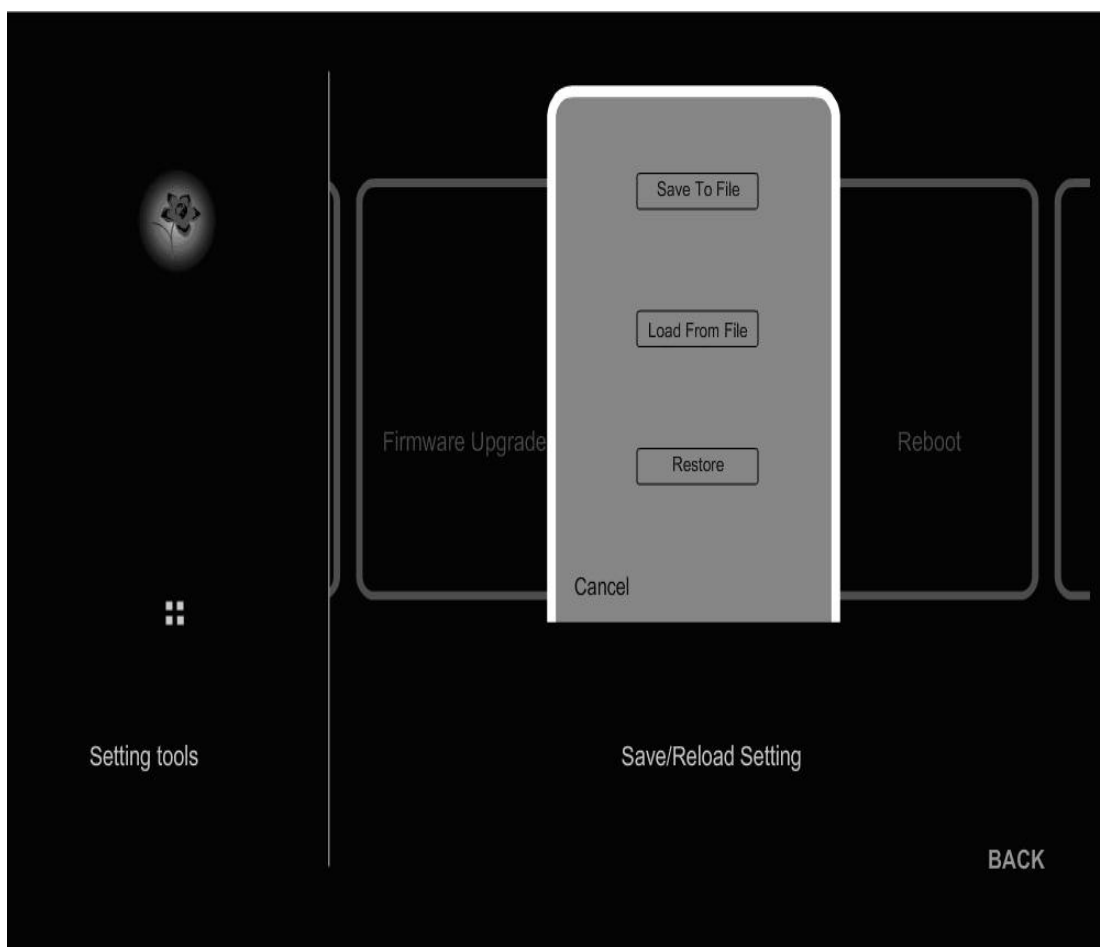 Save To File
Load From File
Firmware Upgrade
Reboot
Restore
Cancel
Setting tools
Save/Reload Setting
BACK